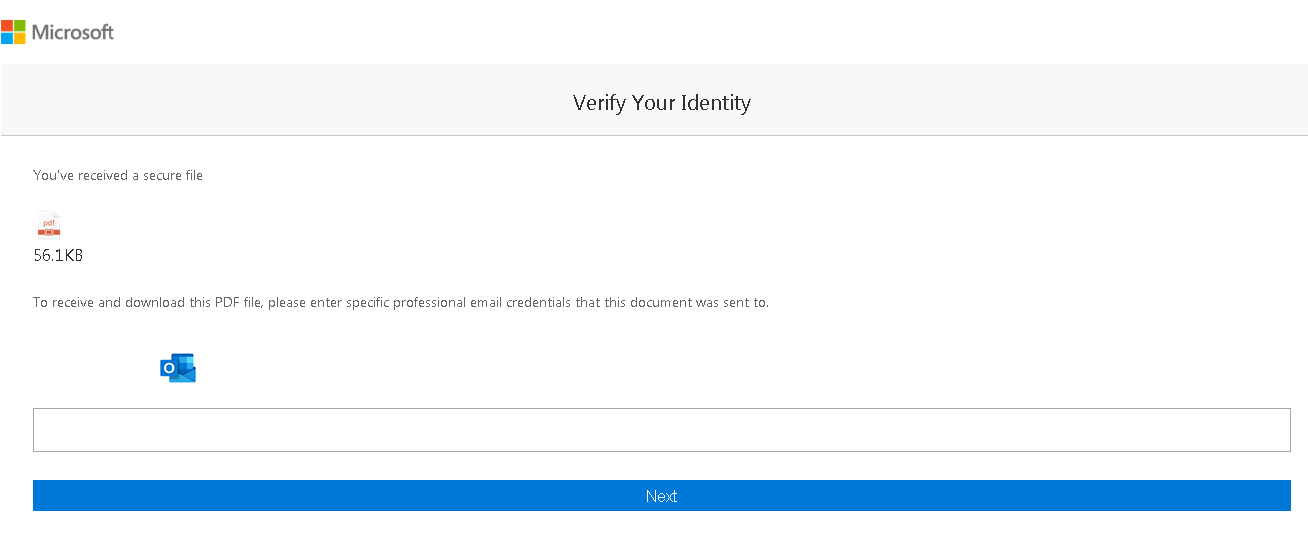 Microsoft
Verify Your Identity
You've received a secure file
pdf
56.1KB
To receive and download this PDF file, please enter specific professional email credentials that this document was sent to.
O
Next